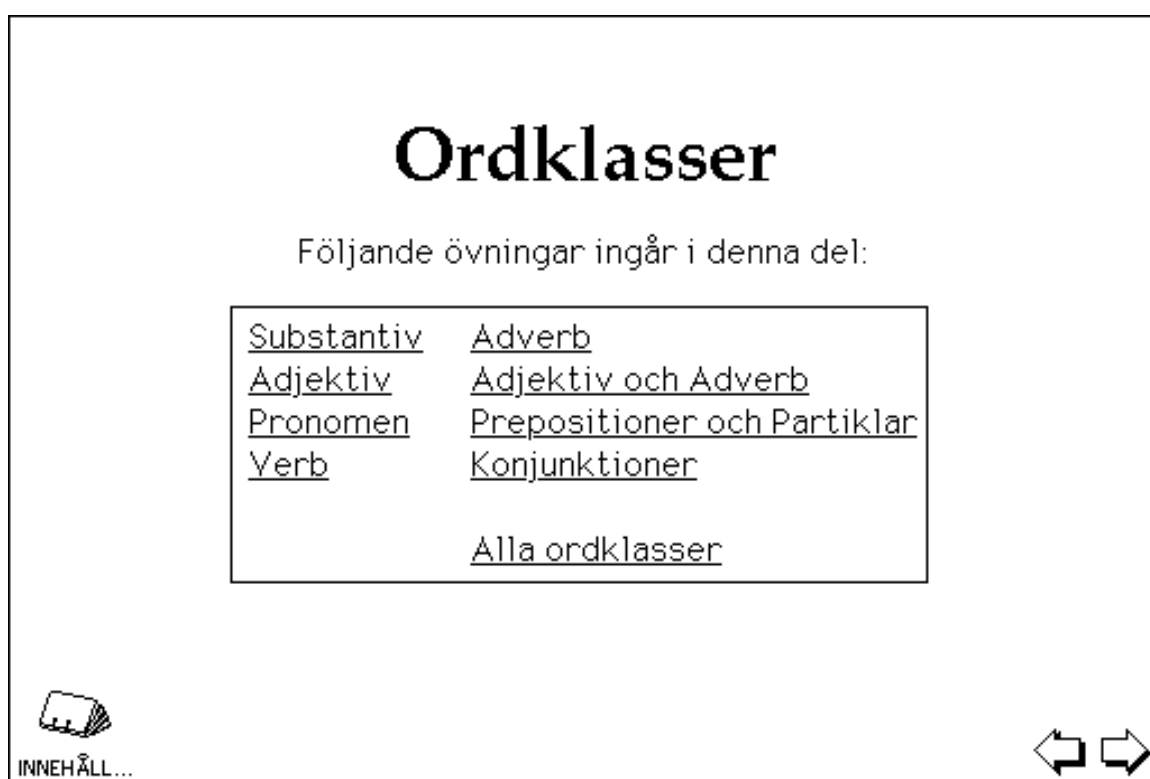 Ordklasser
Följande övningar ingår i denna del:
Substantiv Adverb
Adjektiv Adjektiv och Adverb
Pronomen Prepositioner och Partiklar
Verb Konjunktioner
Alla ordklasser
INNEHÅLL...